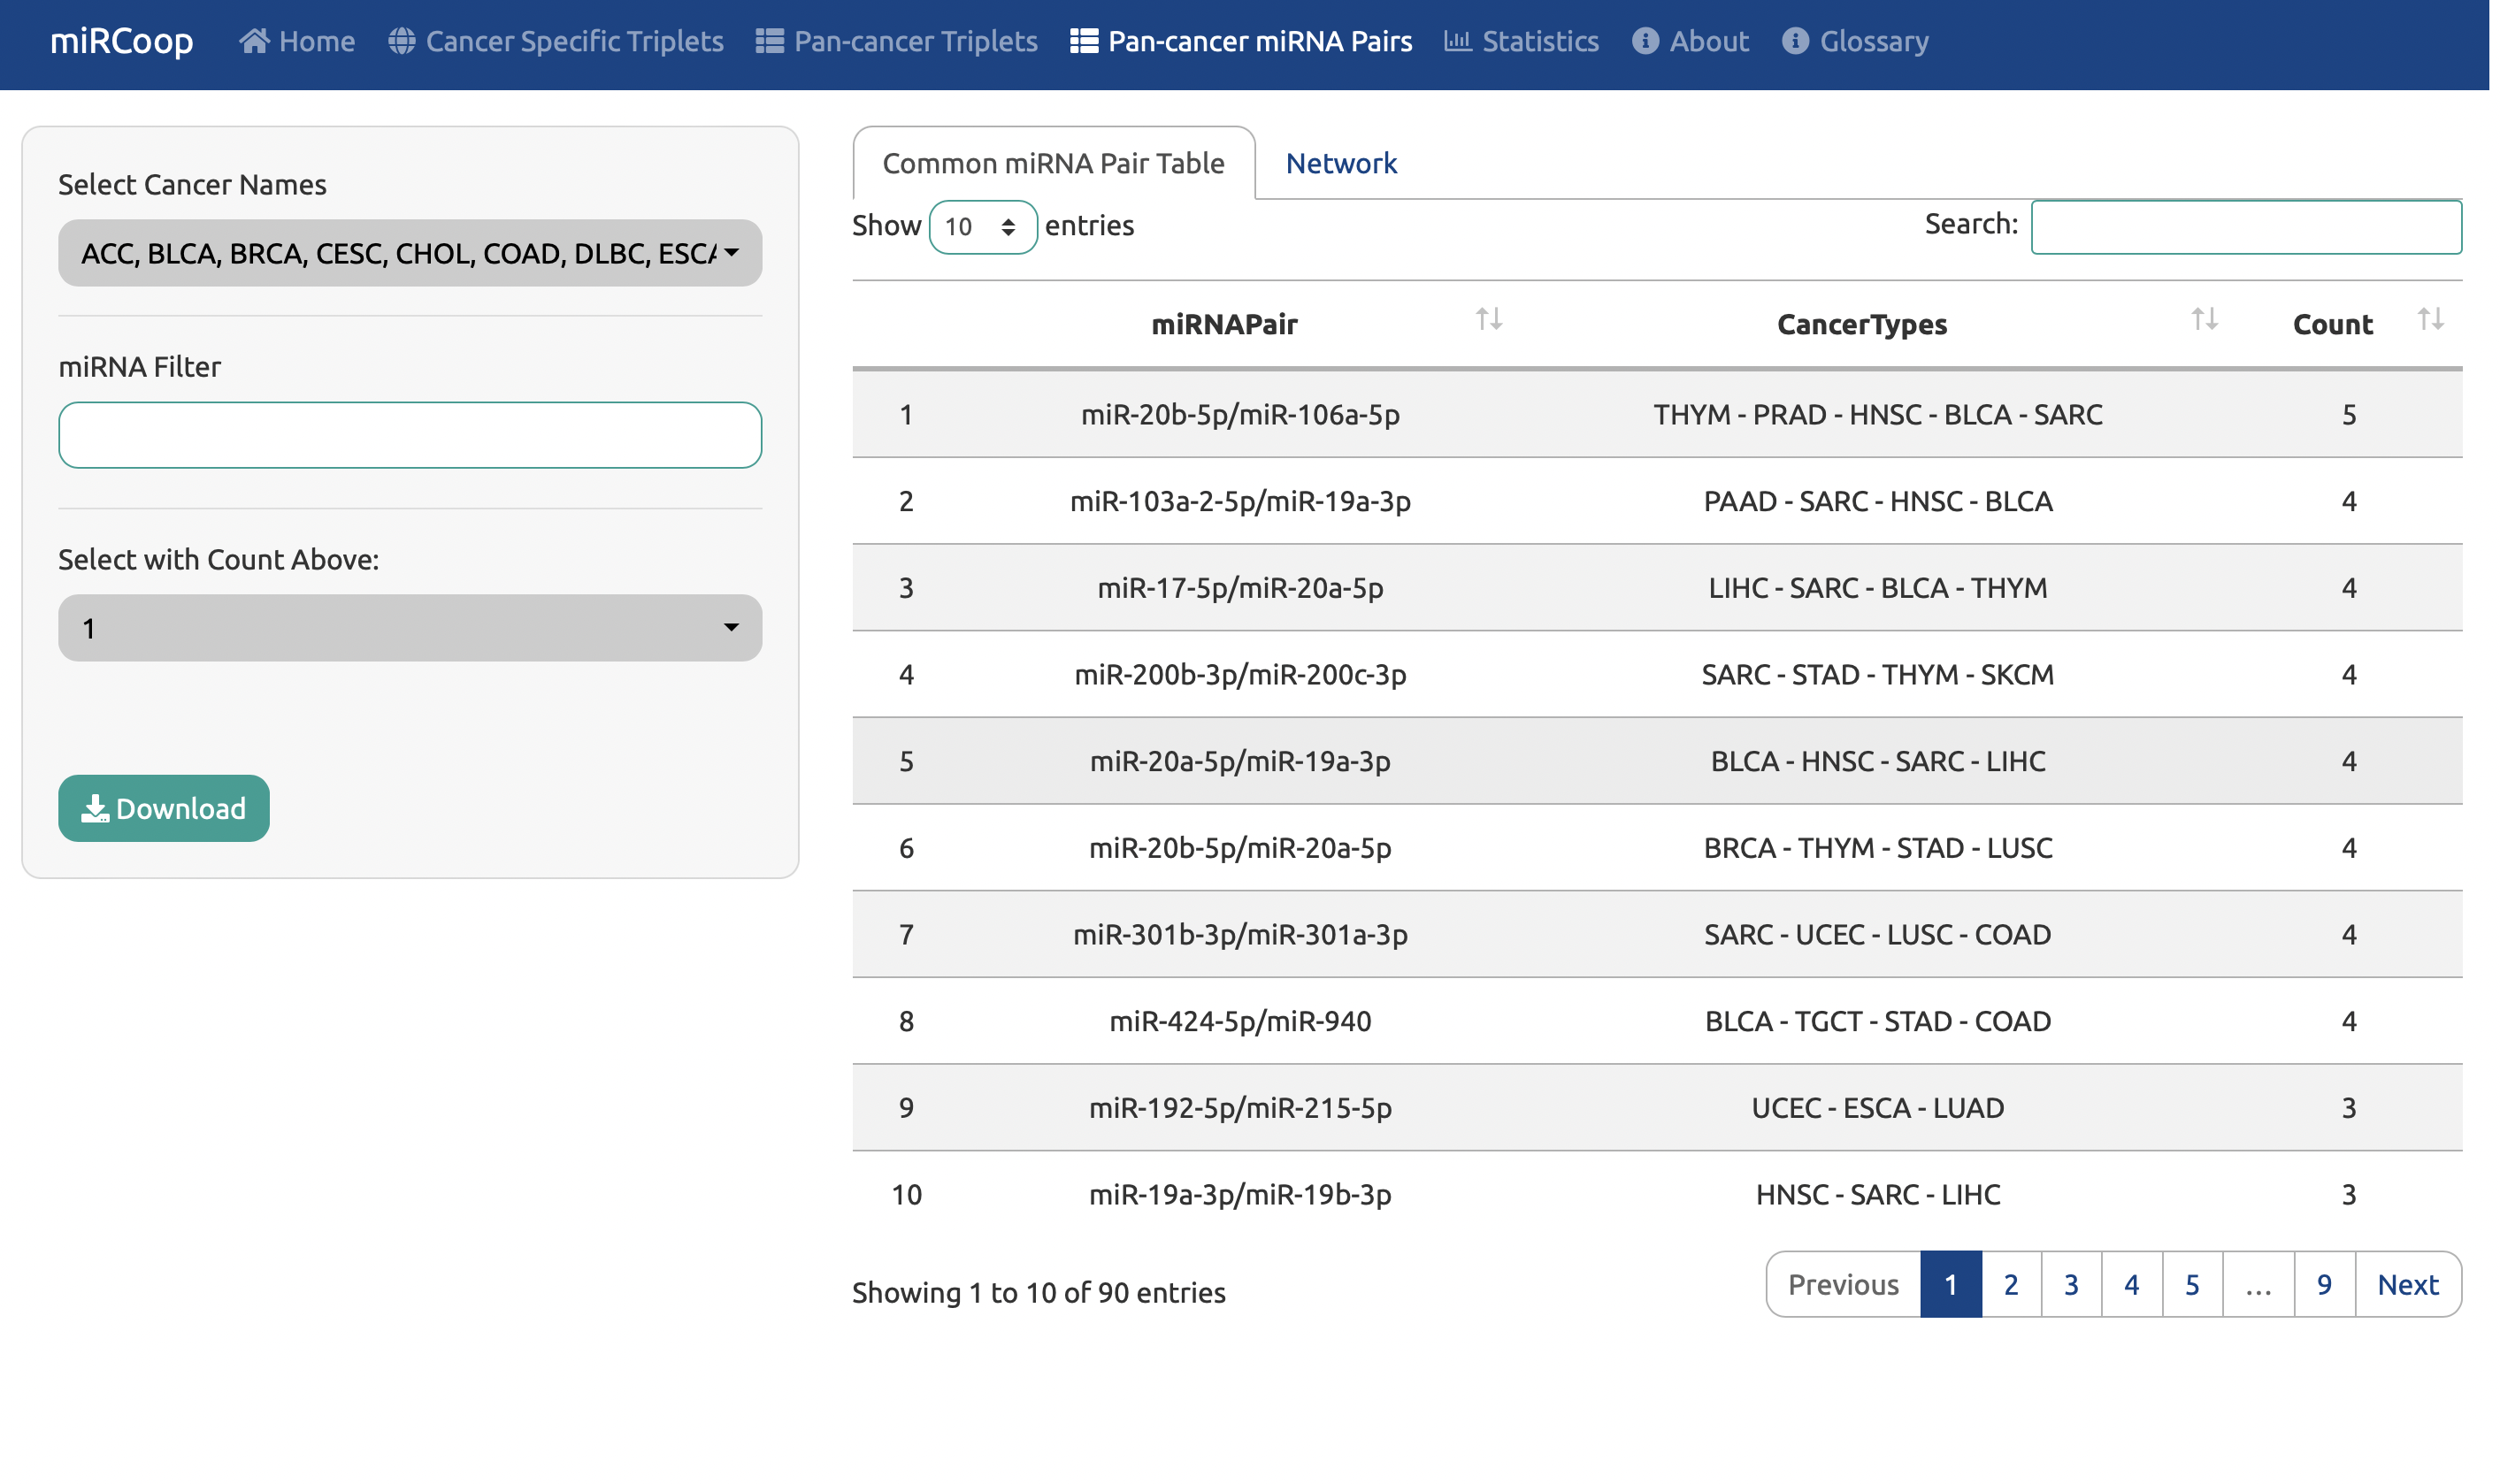 miRCoop Home Cancer Specific Triplets Pan-cancer Triplets Pan-cancer miRNA Pairs Statistics About Glossary
Select Cancer Names
ACC, BLCA, BRCA, CESC, CHOL, COAD, DLBC, ESCA
miRNA Filter
Select with Count Above:
1
Download
Common miRNA Pair Table Network
Show 10 entries Search:
miRNAPair CancerTypes Count
1 miR-20b-5p/miR-106a-5p THYM - PRAD - HNSC - BLCA - SARC 5
2 miR-103a-2-5p/miR-19a-3p PAAD - SARC - HNSC - BLCA 4
3 miR-17-5p/miR-20a-5p LIHC - SARC - BLCA - THYM 4
4 miR-200b-3p/miR-200c-3p SARC - STAD - THYM - SKCM 4
5 miR-20a-5p/miR-19a-3p BLCA - HNSC - SARC - LIHC 4
6 miR-20b-5p/miR-20a-5p BRCA - THYM - STAD - LUSC 4
7 miR-301b-3p/miR-301a-3p SARC - UCEC - LUSC - COAD 4
8 miR-424-5p/miR-940 BLCA - TGCT - STAD - COAD 4
9 miR-192-5p/miR-215-5p UCEC - ESCA - LUAD 3
10 miR-19a-3p/miR-19b-3p HNSC - SARC - LIHC 3
Showing 1 to 10 of 90 entries Previous 1 2 3 4 5 … 9 Next